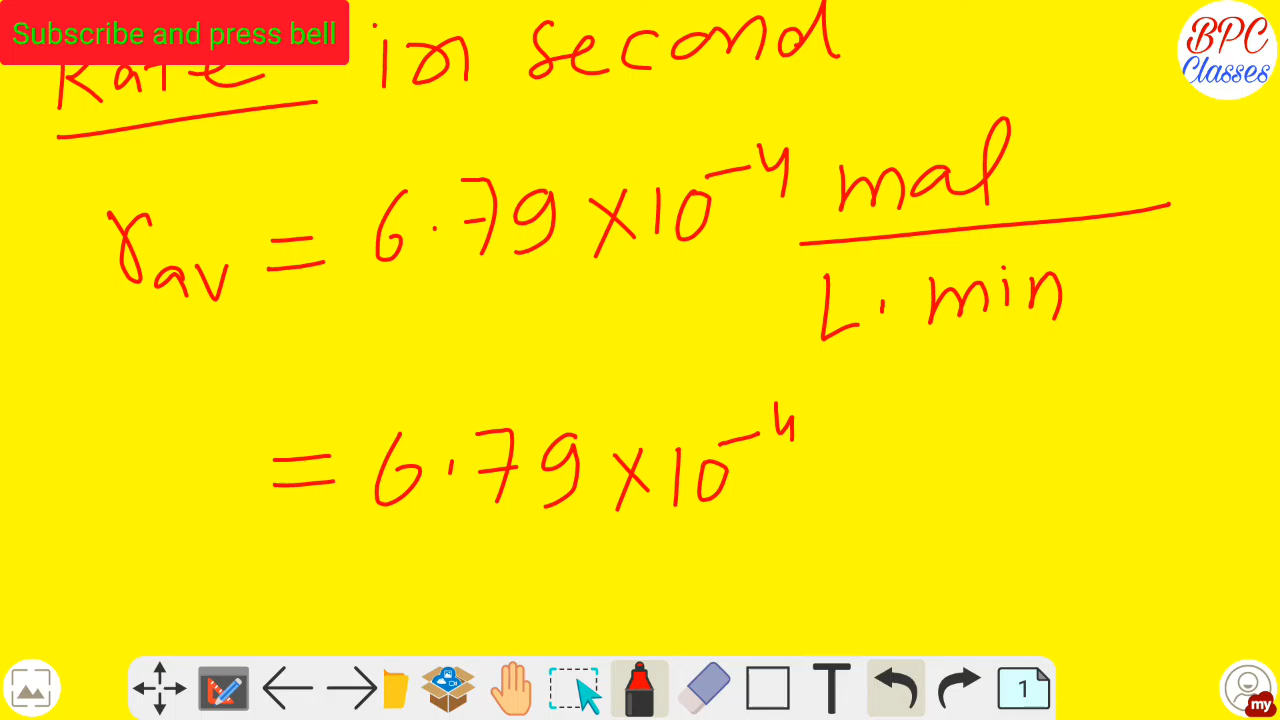 Subscribe and press bell
BPC
Classes
Rate in second
rav = 6.79 × 10⁻⁴ mol
L. min
= 6.79 × 10⁻⁴
T
1
my